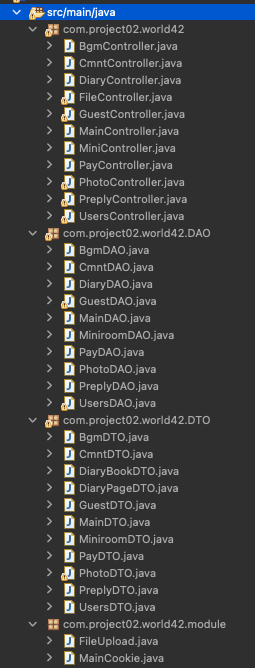 src/main/java
com.project02.world42
BgmController.java
CmntController.java
DiaryController.java
FileController.java
GuestController.java
MainController.java
MiniController.java
PayController.java
PhotoController.java
PreplyController.java
UsersController.java
com.project02.world42.DAO
BgmDAO.java
CmntDAO.java
DiaryDAO.java
GuestDAO.java
MainDAO.java
MiniroomDAO.java
PayDAO.java
PhotoDAO.java
PreplyDAO.java
UsersDAO.java
com.project02.world42.DTO
BgmDTO.java
CmntDTO.java
DiaryBookDTO.java
DiaryPageDTO.java
GuestDTO.java
MainDTO.java
MiniroomDTO.java
PayDTO.java
PhotoDTO.java
PreplyDTO.java
UsersDTO.java
com.project02.world42.module
FileUpload.java
MainCookie.java